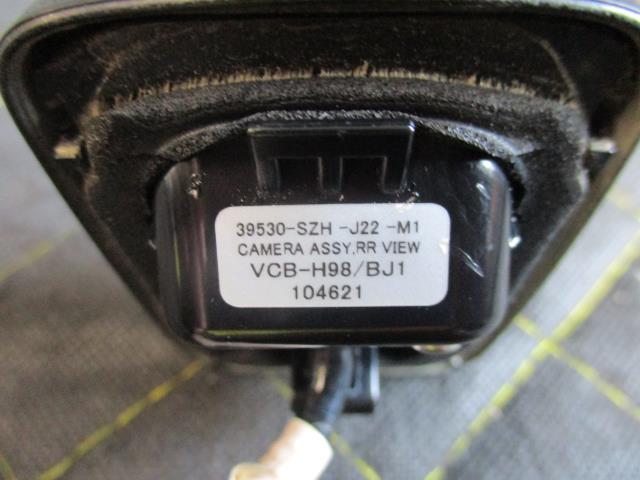 39530-SZH -J22 -M1
CAMERA ASSY,RR VIEW
VCB-H98/BJ1
104621